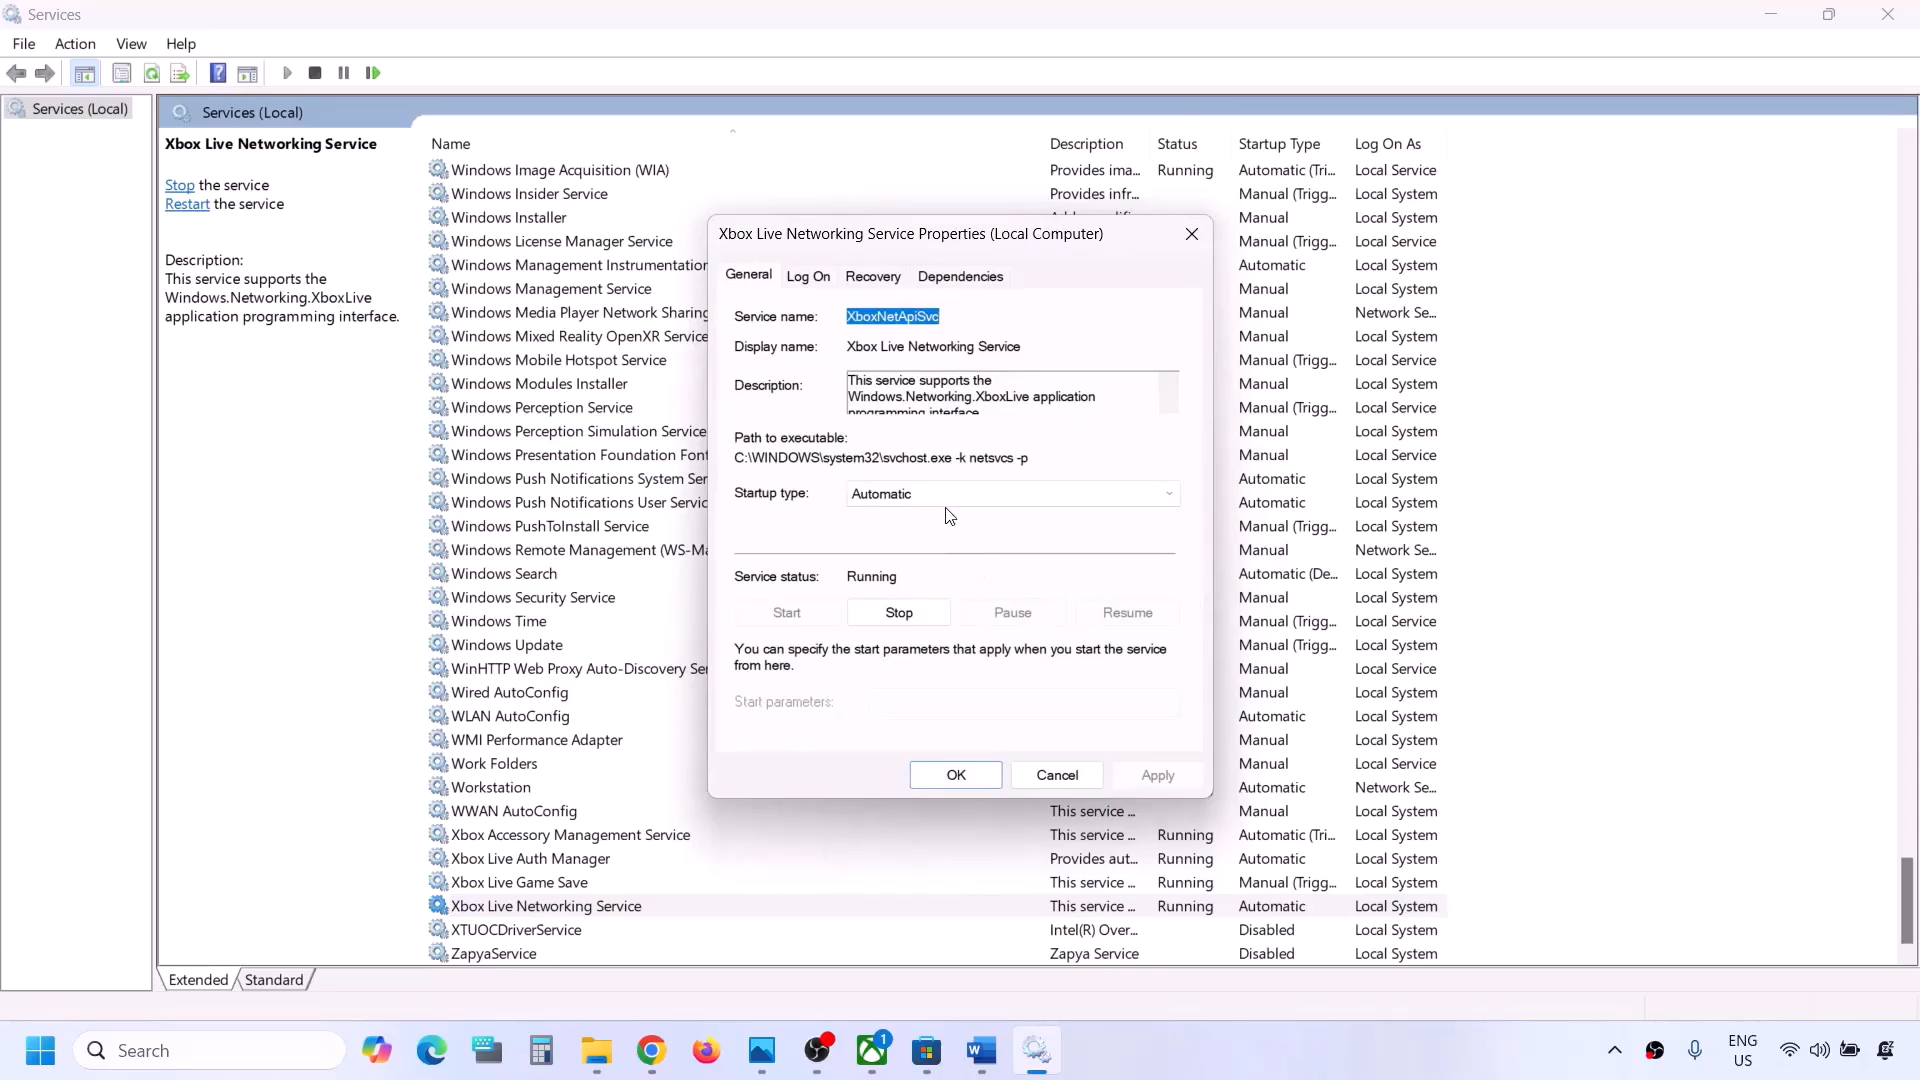 Services
File Action View Help
Services (Local)
Services (Local)
Xbox Live Networking Service
Stop the service
Restart the service
Description:
This service supports the
Windows.Networking.XboxLive
application programming interface.
Name Description Status Startup Type Log On As
Windows Image Acquisition (WIA) Provides ima... Running Automatic (Tri... Local Service
Windows Insider Service Provides infr... Manual (Trigg... Local System
Windows Installer Manual Local System
Windows License Manager Service Manual (Trigg... Local Service
Windows Management Instrumentation Automatic Local System
Windows Management Service Manual Local System
Windows Media Player Network Sharing Manual Network Se...
Windows Mixed Reality OpenXR Service Manual Local System
Windows Mobile Hotspot Service Manual (Trigg... Local Service
Windows Modules Installer Manual Local System
Windows Perception Service Manual (Trigg... Local Service
Windows Perception Simulation Service Manual Local System
Windows Presentation Foundation Font Manual Local Service
Windows Push Notifications System Ser Automatic Local System
Windows Push Notifications User Servic Automatic Local System
Windows PushToInstall Service Manual (Trigg... Local System
Windows Remote Management (WS-Ma Manual Network Se...
Windows Search Automatic (De... Local System
Windows Security Service Manual Local System
Windows Time Manual (Trigg... Local Service
Windows Update Manual (Trigg... Local System
WinHTTP Web Proxy Auto-Discovery Ser Manual Local Service
Wired AutoConfig Manual Local System
WLAN AutoConfig Automatic Local System
WMI Performance Adapter Manual Local System
Work Folders Manual Local Service
Workstation Automatic Network Se...
WWAN AutoConfig This service ... Manual Local System
Xbox Accessory Management Service This service ... Running Automatic (Tri... Local System
Xbox Live Auth Manager Provides aut... Running Automatic Local System
Xbox Live Game Save This service ... Running Manual (Trigg... Local System
Xbox Live Networking Service This service ... Running Automatic Local System
XTUOCDriverService Intel(R) Over... Disabled Local System
ZapyaService Zapya Service Disabled Local System
Xbox Live Networking Service Properties (Local Computer)
General Log On Recovery Dependencies
Service name: XboxNetApiSvc
Display name: Xbox Live Networking Service
Description: This service supports the
Windows.Networking.XboxLive application
programming interface
Path to executable:
C:\WINDOWS\system32\svchost.exe -k netsvcs -p
Startup type: Automatic
Service status: Running
Start Stop Pause Resume
You can specify the start parameters that apply when you start the service
from here.
Start parameters:
OK Cancel Apply
Extended Standard
Search 1 ENG
US